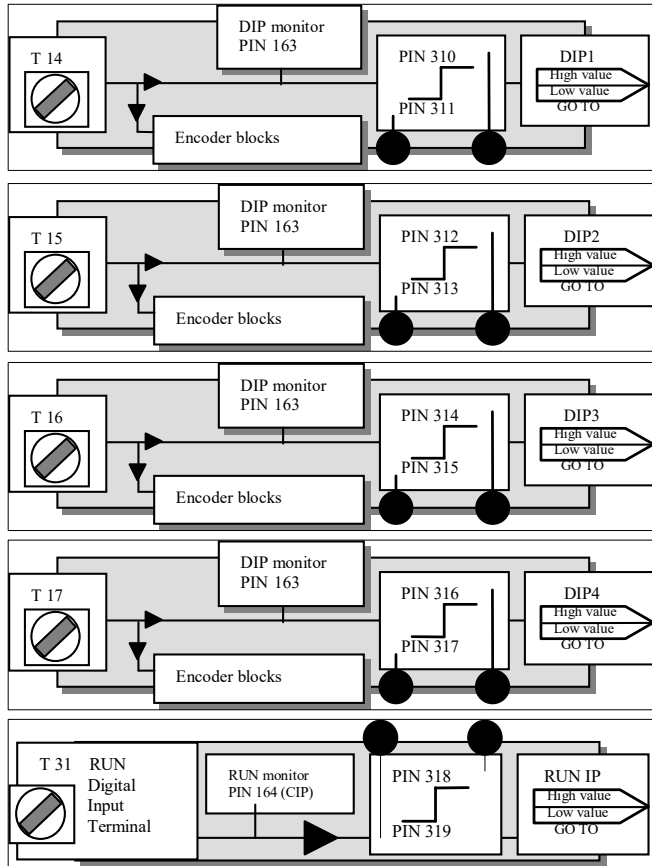 DIP monitor
PIN 163
T 14
PIN 310
PIN 311
DIP1
High value
Low value
GO TO
Encoder blocks
DIP monitor
PIN 163
T 15
PIN 312
PIN 313
DIP2
High value
Low value
GO TO
Encoder blocks
DIP monitor
PIN 163
T 16
PIN 314
PIN 315
DIP3
High value
Low value
GO TO
Encoder blocks
DIP monitor
PIN 163
T 17
PIN 316
PIN 317
DIP4
High value
Low value
GO TO
Encoder blocks
T 31 RUN
Digital
Input
Terminal
RUN monitor
PIN 164 (CIP)
PIN 318
PIN 319
RUN IP
High value
Low value
GO TO